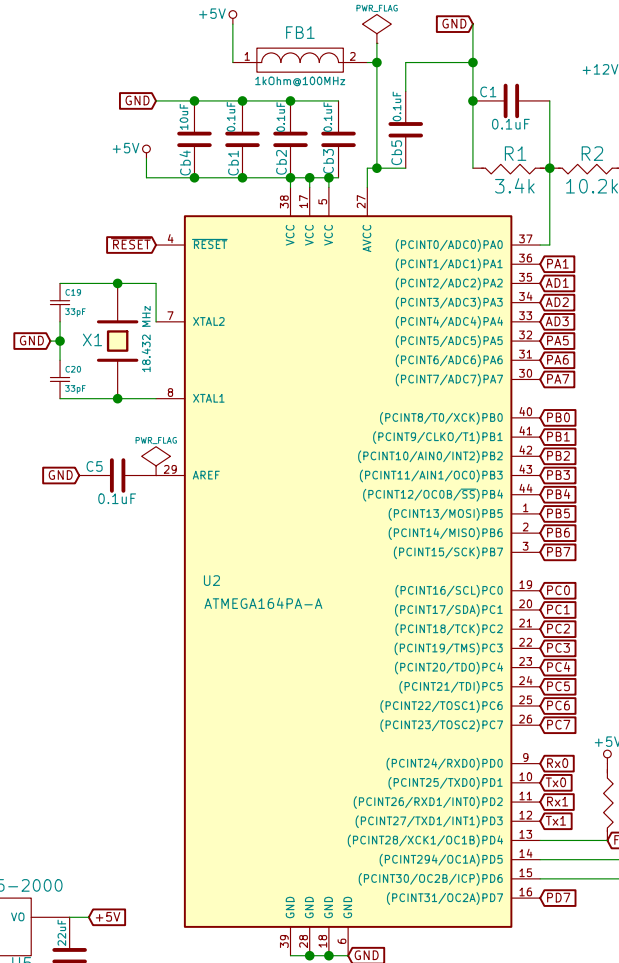 +5V
FB1
1
2
1kOhm@100MHz
PWR_FLAG
GND
+12V
GND
10uF
0.1uF
0.1uF
0.1uF
0.1uF
C1
0.1uF
+5V
Cb4
Cb1
Cb2
Cb3
Cb5
R1
3.4k
R2
10.2k
38
17
5
27
VCC
VCC
VCC
AVCC
RESET
4
RESET
C19
33pF
GND
C20
33pF
X1
18.432 MHz
7
XTAL2
8
XTAL1
PWR_FLAG
GND
C5
0.1uF
29
AREF
U2
ATMEGA164PA-A
(PCINT0/ADC0)PA0 37
(PCINT1/ADC1)PA1 36 PA1
(PCINT2/ADC2)PA2 35 AD1
(PCINT3/ADC3)PA3 34 AD2
(PCINT4/ADC4)PA4 33 AD3
(PCINT5/ADC5)PA5 32 PA5
(PCINT6/ADC6)PA6 31 PA6
(PCINT7/ADC7)PA7 30 PA7
(PCINT8/T0/XCK)PB0 40 PB0
(PCINT9/CLKO/T1)PB1 41 PB1
(PCINT10/AIN0/INT2)PB2 42 PB2
(PCINT11/AIN1/OC0)PB3 43 PB3
(PCINT12/OC0B/SS)PB4 44 PB4
(PCINT13/MOSI)PB5 1 PB5
(PCINT14/MISO)PB6 2 PB6
(PCINT15/SCK)PB7 3 PB7
(PCINT16/SCL)PC0 19 PC0
(PCINT17/SDA)PC1 20 PC1
(PCINT18/TCK)PC2 21 PC2
(PCINT19/TMS)PC3 22 PC3
(PCINT20/TDO)PC4 23 PC4
(PCINT21/TDI)PC5 24 PC5
(PCINT22/TOSC1)PC6 25 PC6
(PCINT23/TOSC2)PC7 26 PC7
+5V
(PCINT24/RXD0)PD0 9 Rx0
(PCINT25/TXD0)PD1 10 Tx0
(PCINT26/RXD1/INT0)PD2 11 Rx1
(PCINT27/TXD1/INT1)PD3 12 Tx1
(PCINT28/XCK1/OC1B)PD4 13
(PCINT294/OC1A)PD5 14
(PCINT30/OC2B/ICP)PD6 15
(PCINT31/OC2A)PD7 16 PD7
GND
GND
GND
GND
39
28
18
6
GND
-2000
VO
+5V
22uF